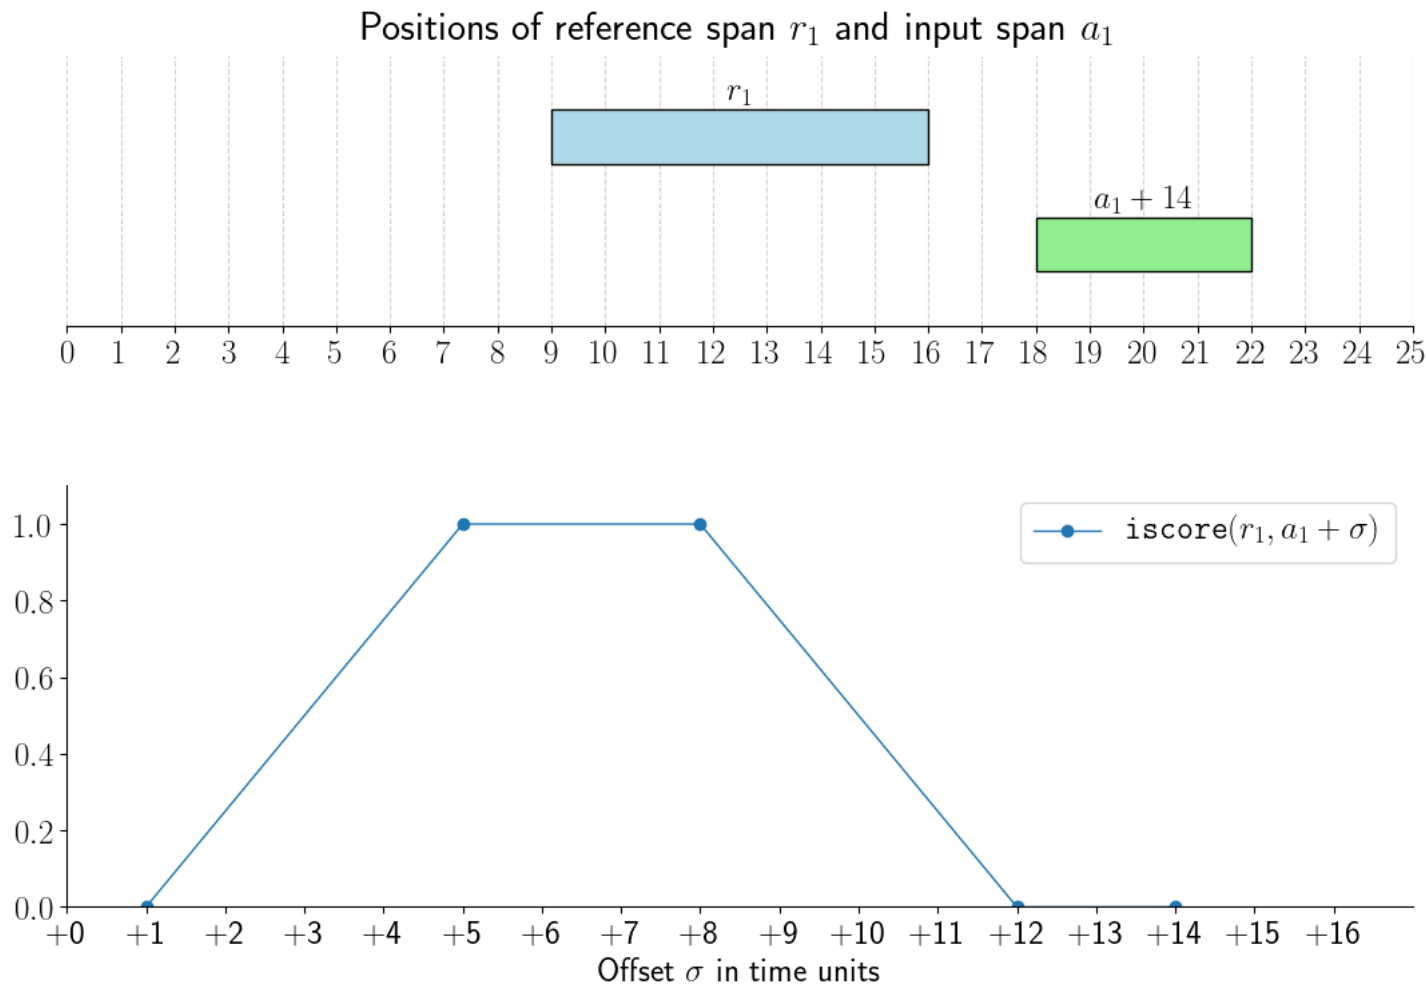 Positions of reference span r₁ and input span a₁
r₁
a₁ + 14
0 1 2 3 4 5 6 7 8 9 10 11 12 13 14 15 16 17 18 19 20 21 22 23 24 25
1.0
iscore(r₁, a₁ + σ)
0.8
0.6
0.4
0.2
0.0
+0 +1 +2 +3 +4 +5 +6 +7 +8 +9 +10 +11 +12 +13 +14 +15 +16
Offset σ in time units